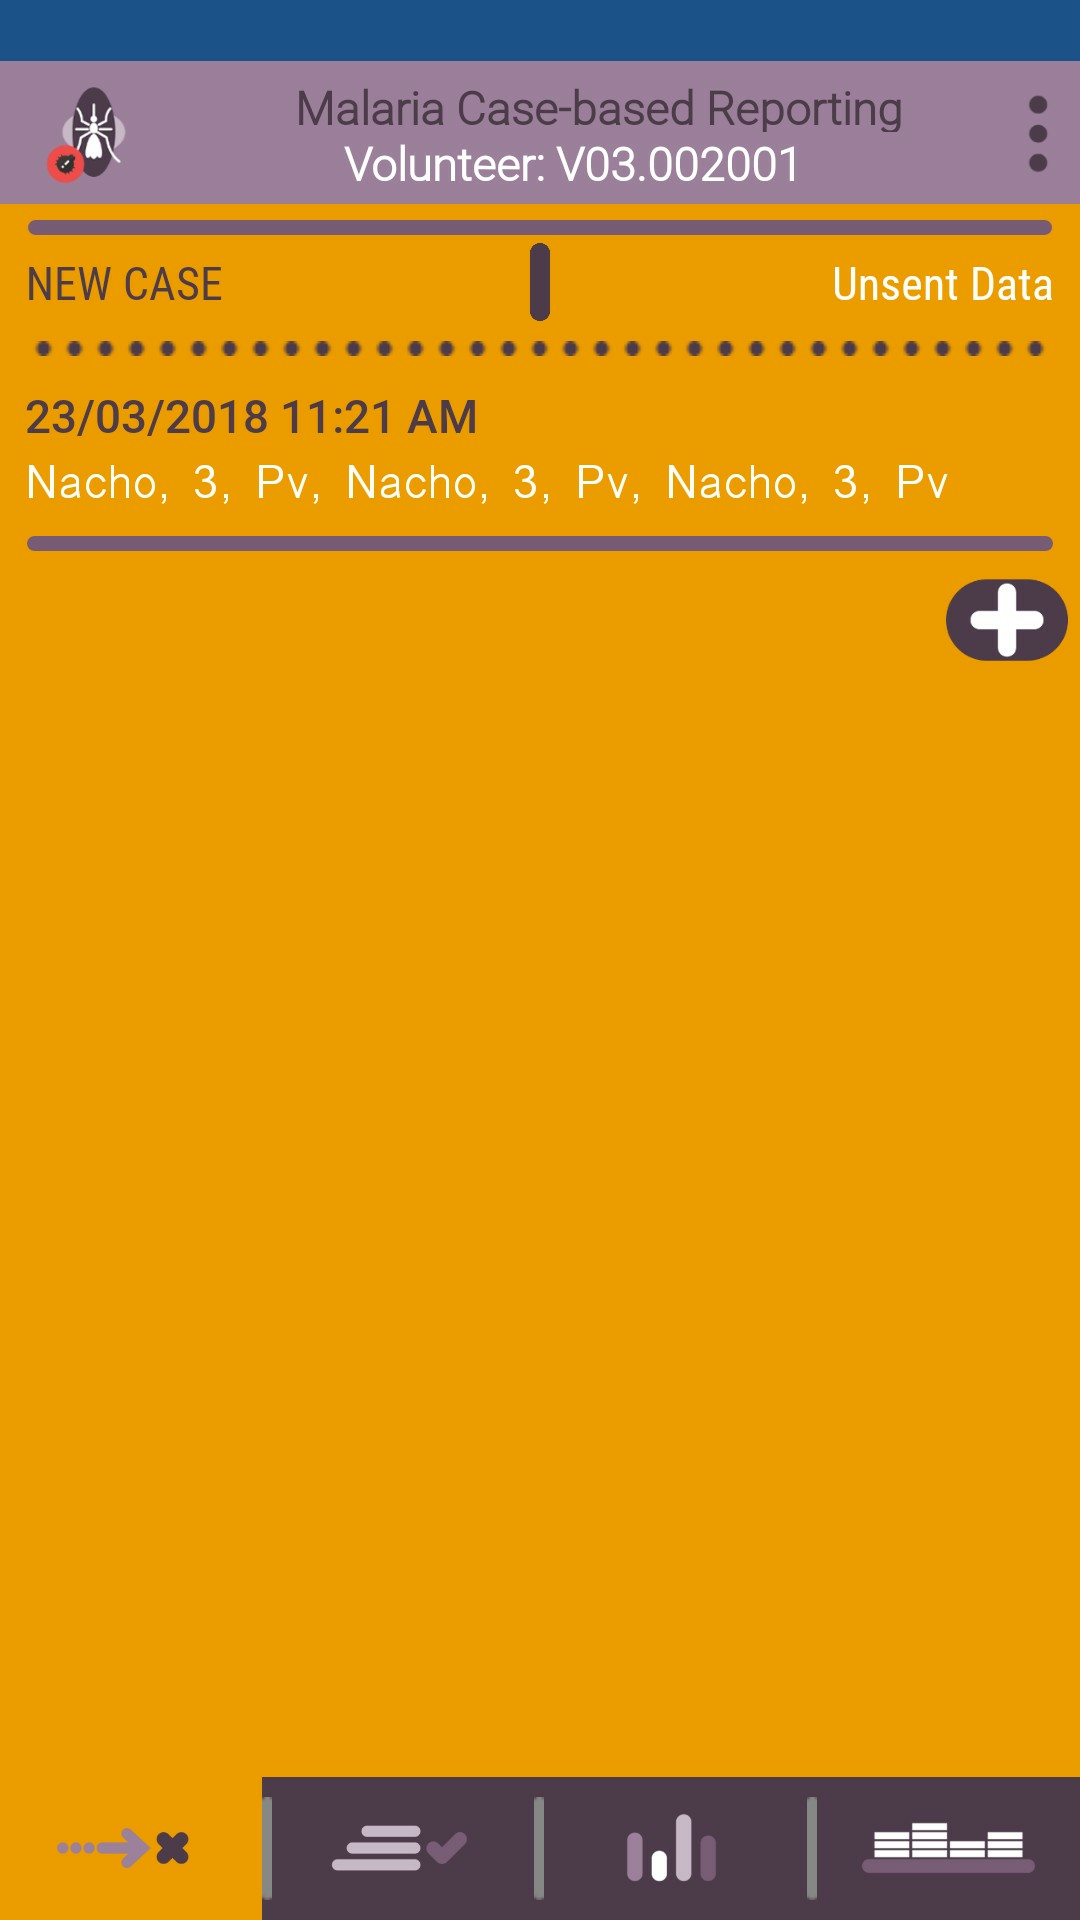 Malaria Case-based Reporting
Volunteer: V03.002001
NEW CASE
Unsent Data
23/03/2018 11:21 AM
Nacho, 3, Pv, Nacho, 3, Pv, Nacho, 3, Pv